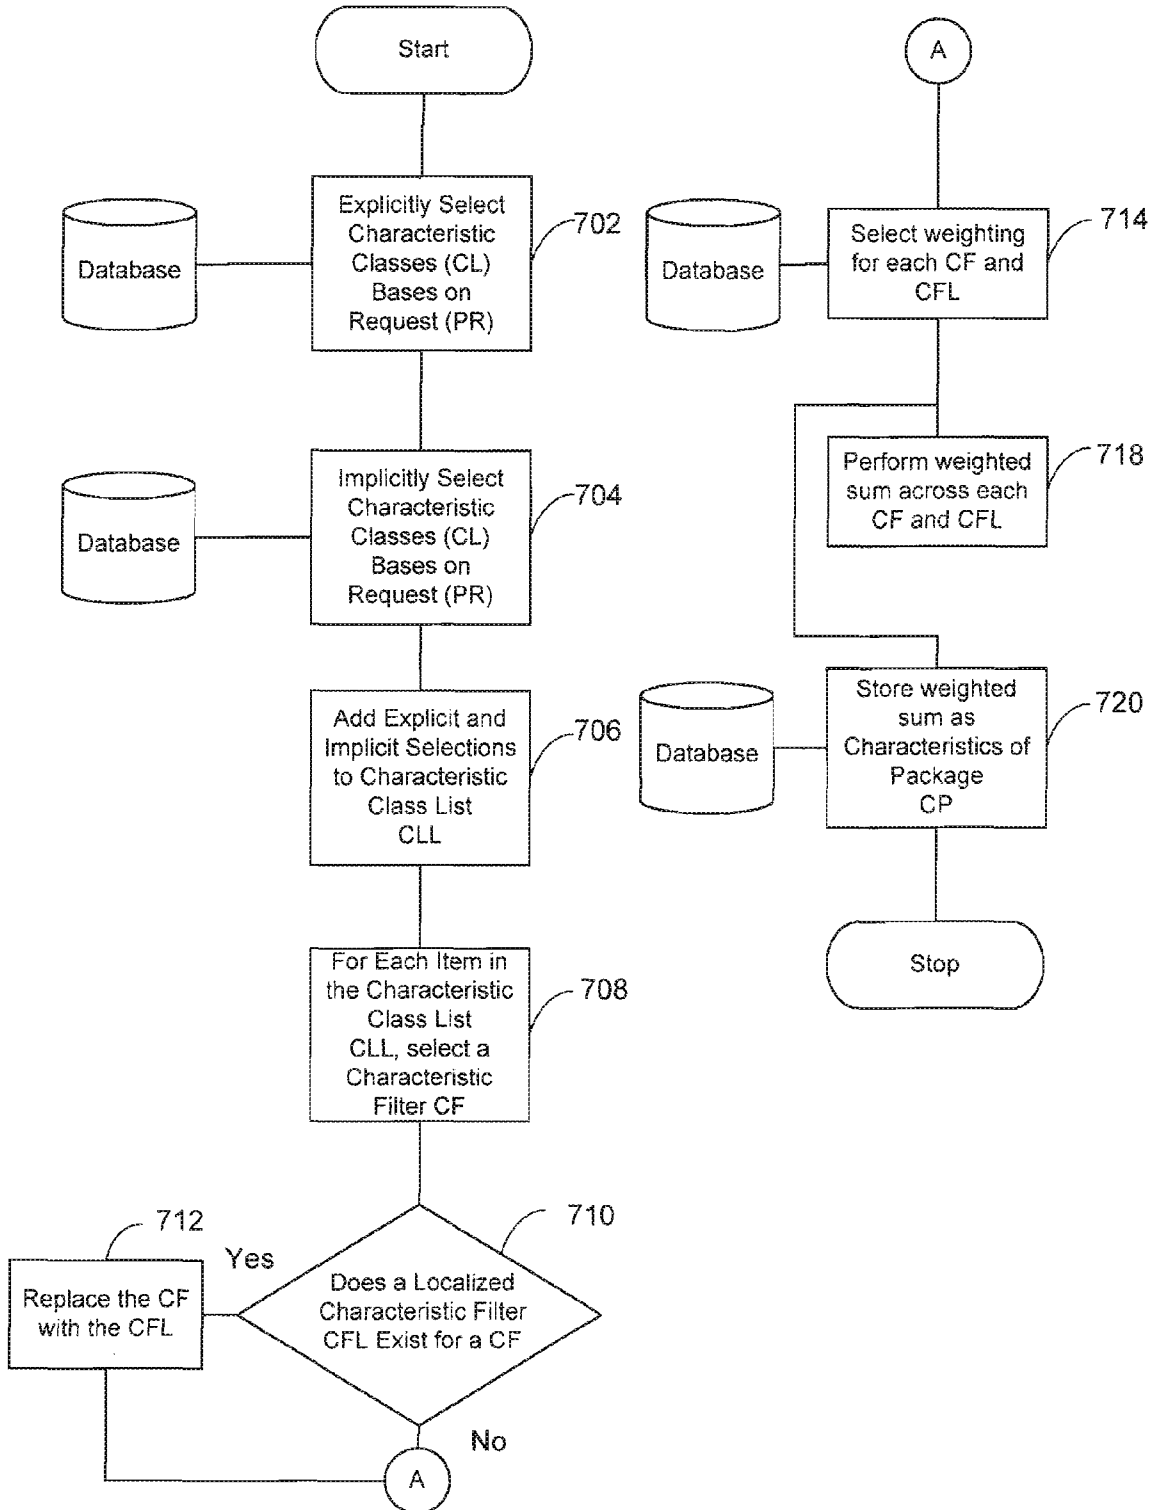 Start
Database
Explicitly Select
Characteristic
Classes (CL)
Bases on
Request (PR)
702
Database
Implicitly Select
Characteristic
Classes (CL)
Bases on
Request (PR)
704
Add Explicit and
Implicit Selections
to Characteristic
Class List
CLL
706
For Each Item in
the Characteristic
Class List
CLL, select a
Characteristic
Filter CF
708
710
Does a Localized
Characteristic Filter
CFL Exist for a CF
Yes
712
Replace the CF
with the CFL
No
A
A
Database
Select weighting
for each CF and
CFL
714
Perform weighted
sum across each
CF and CFL
718
Database
Store weighted
sum as
Characteristics of
Package
CP
720
Stop